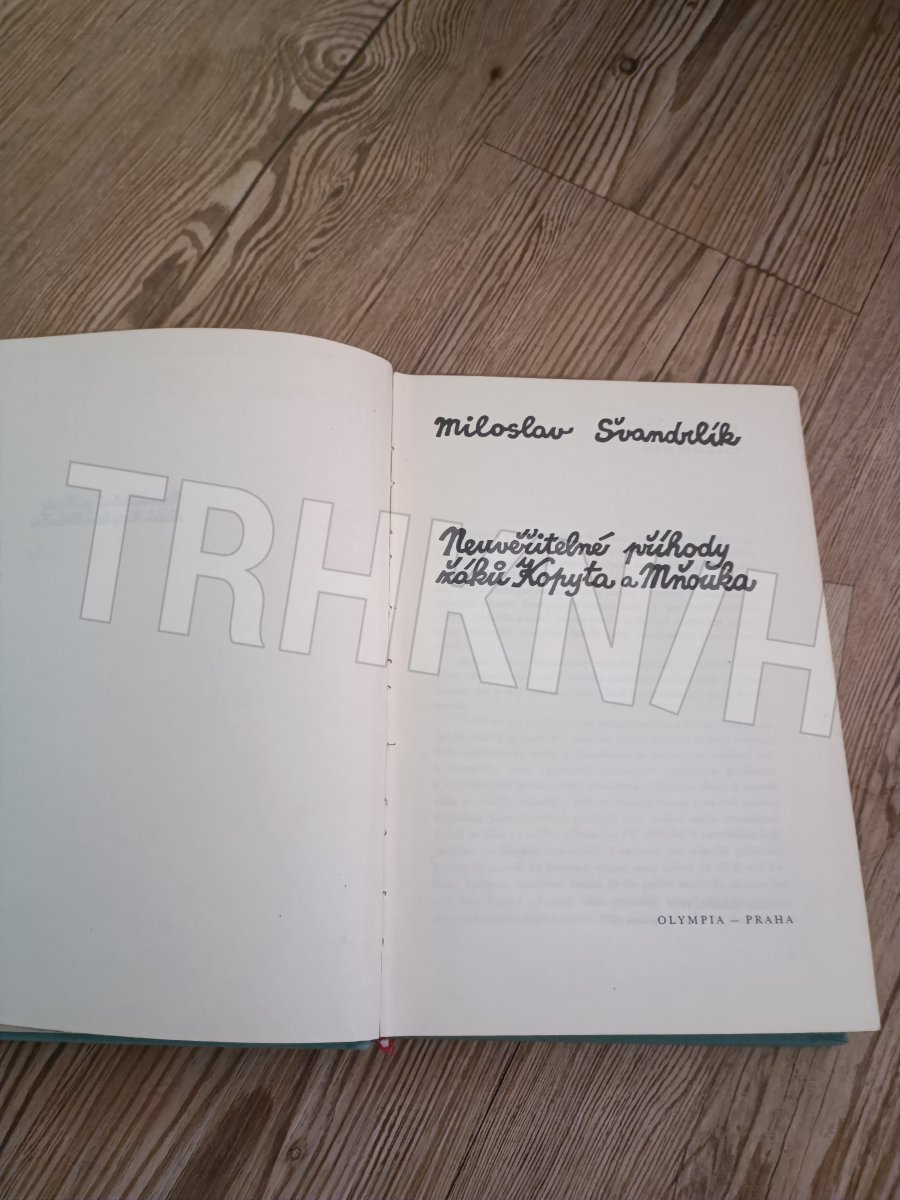 Miloslav Švandrlík
Neuvěřitelné příhody
žáků Kopyta a Mňouka
TRHKNIH
OLYMPIA — PRAHA